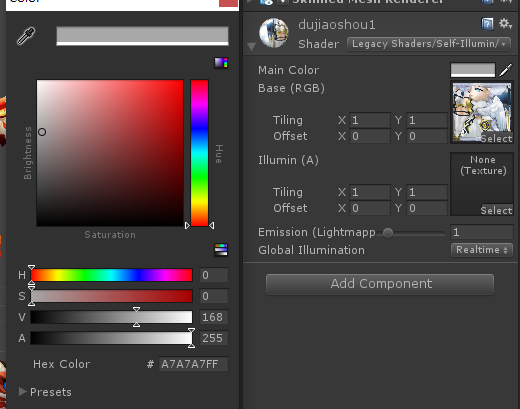 Color
Brightness
Hue
Saturation
H 0
S 0
V 168
A 255
Hex Color # A7A7A7FF
Presets
Skinned Mesh Renderer
dujiaoshou1
Shader Legacy Shaders/Self-Illumin/
Main Color
Base (RGB)
Tiling X 1 Y 1
Offset X 0 Y 0
Select
Illumin (A)
None
(Texture)
Tiling X 1 Y 1
Offset X 0 Y 0
Select
Emission (Lightmapp 1
Global Illumination Realtime
Add Component